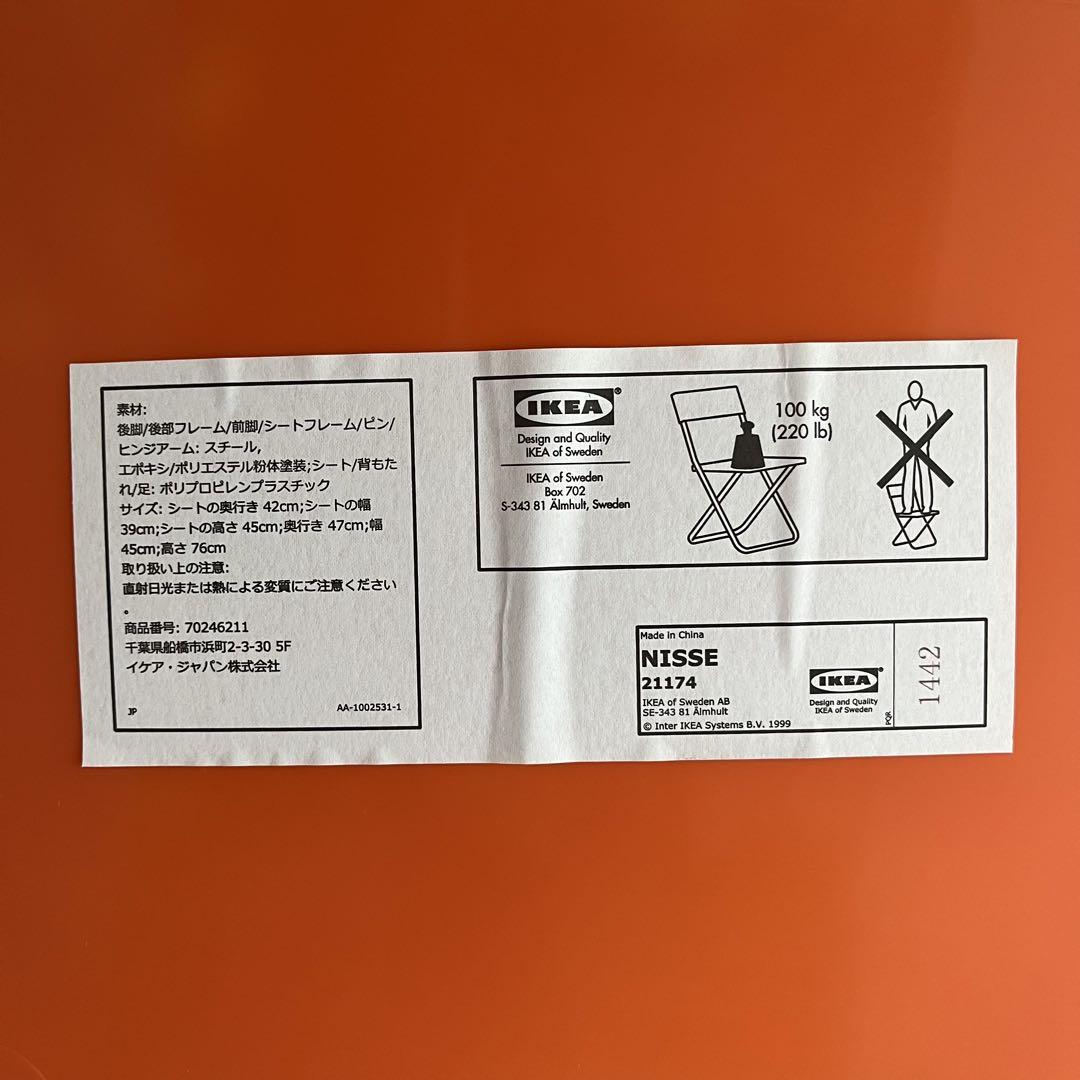 素材:
後脚/後部フレーム/前脚/シートフレーム/ピン/
ヒンジアーム: スチール,
エポキシ/ポリエステル粉体塗装;シート/背もた
れ/足: ポリプロピレンプラスチック
サイズ: シートの奥行き 42cm;シートの幅
39cm;シートの高さ 45cm;奥行き 47cm;幅
45cm;高さ 76cm
取り扱い上の注意:
直射日光または熱による変質にご注意ください
。
商品番号: 70246211
千葉県船橋市浜町2-3-30 5F
イケア・ジャパン株式会社
JP
AA-1002531-1
IKEA®
Design and Quality
IKEA of Sweden
IKEA of Sweden
Box 702
S-343 81 Älmhult, Sweden
100 kg
(220 lb)
Made in China
NISSE
21174
IKEA of Sweden AB
SE-343 81 Älmhult
© Inter IKEA Systems B.V. 1999
IKEA®
Design and Quality
IKEA of Sweden
PQR
1442